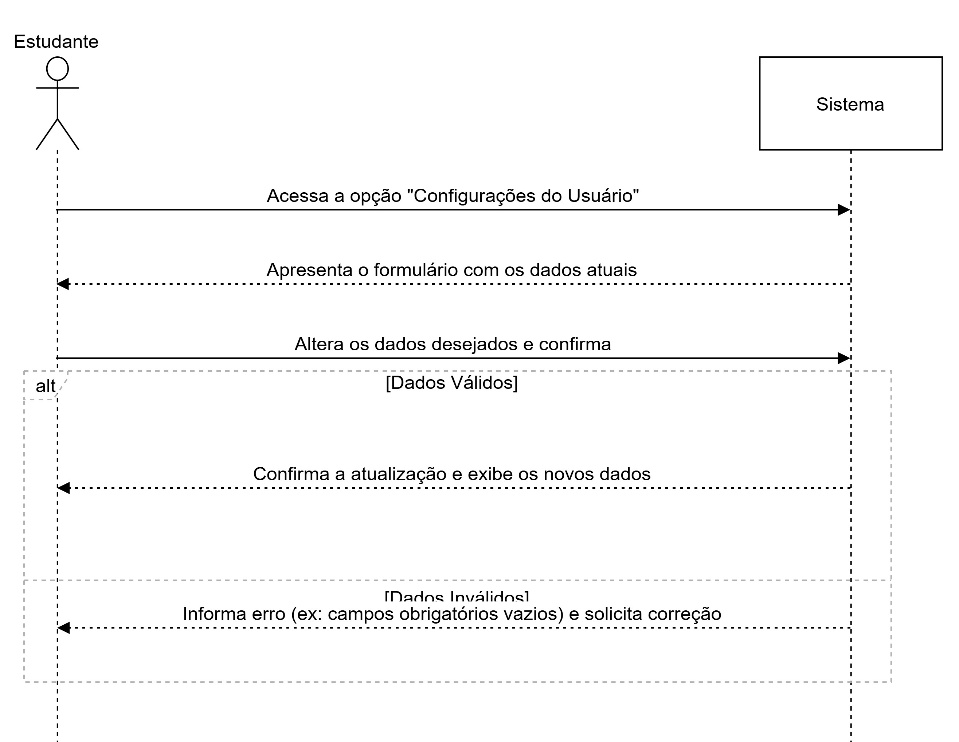 Estudante
Sistema
Acessa a opção "Configurações do Usuário"
Apresenta o formulário com os dados atuais
Altera os dados desejados e confirma
alt
[Dados Válidos]
Confirma a atualização e exibe os novos dados
[Dados Inválidos]
Informa erro (ex: campos obrigatórios vazios) e solicita correção